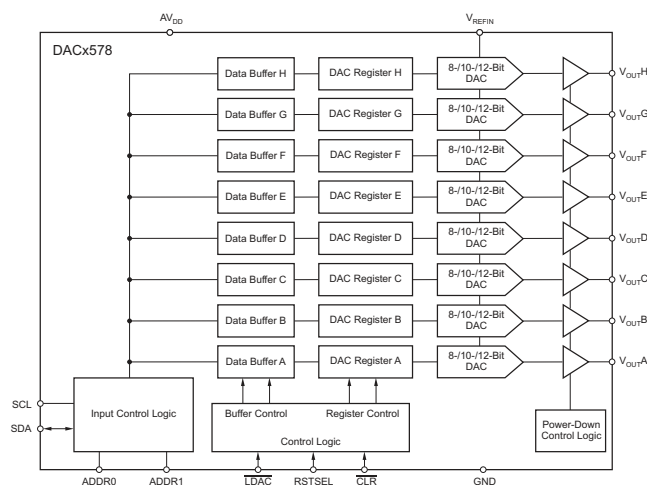 AVDD
VREFIN
DACx578
Data Buffer H
DAC Register H
8-/10-/12-Bit
DAC
VOUTH
Data Buffer G
DAC Register G
8-/10-/12-Bit
DAC
VOUTG
Data Buffer F
DAC Register F
8-/10-/12-Bit
DAC
VOUTF
Data Buffer E
DAC Register E
8-/10-/12-Bit
DAC
VOUTE
Data Buffer D
DAC Register D
8-/10-/12-Bit
DAC
VOUTD
Data Buffer C
DAC Register C
8-/10-/12-Bit
DAC
VOUTC
Data Buffer B
DAC Register B
8-/10-/12-Bit
DAC
VOUTB
Data Buffer A
DAC Register A
8-/10-/12-Bit
DAC
VOUTA
SCL
SDA
Input Control Logic
Buffer Control
Register Control
Control Logic
Power-Down
Control Logic
ADDR0
ADDR1
LDAC
RSTSEL
CLR
GND